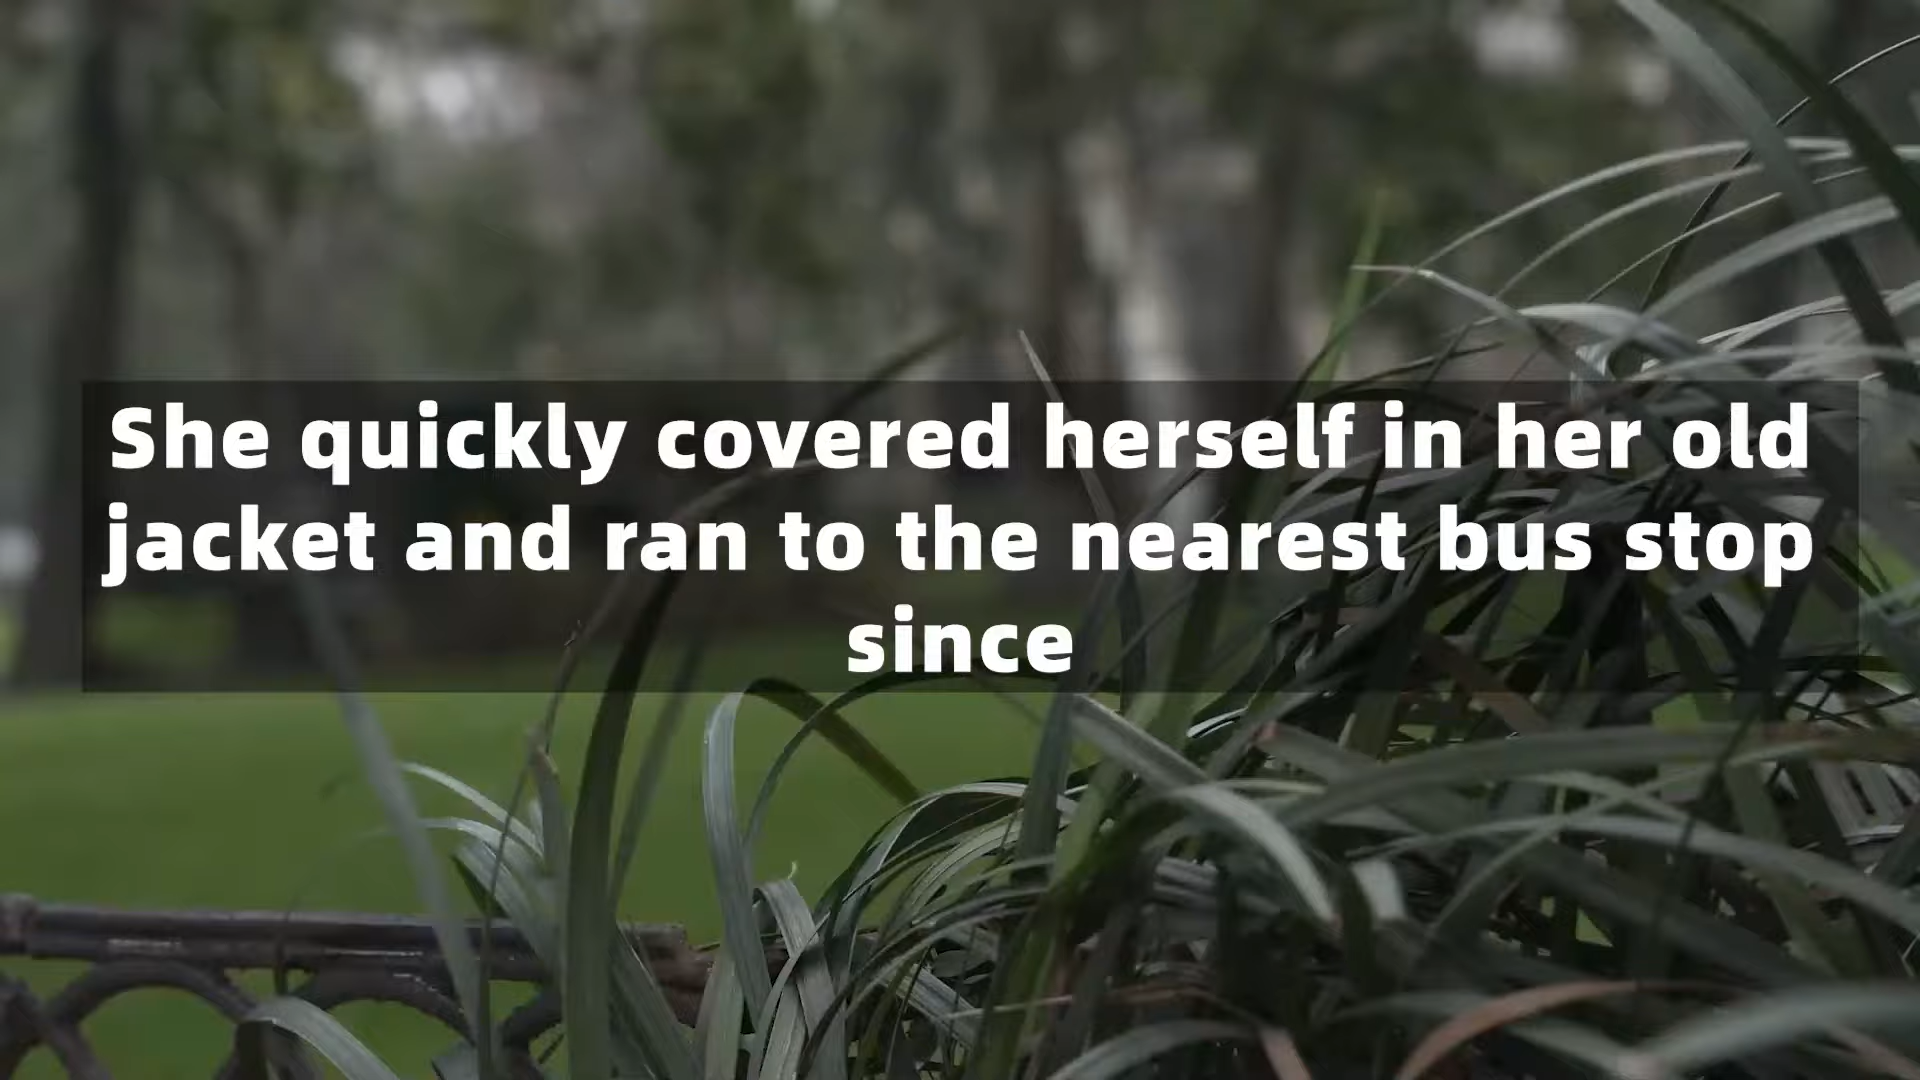 She quickly covered herself in her old
jacket and ran to the nearest bus stop
since